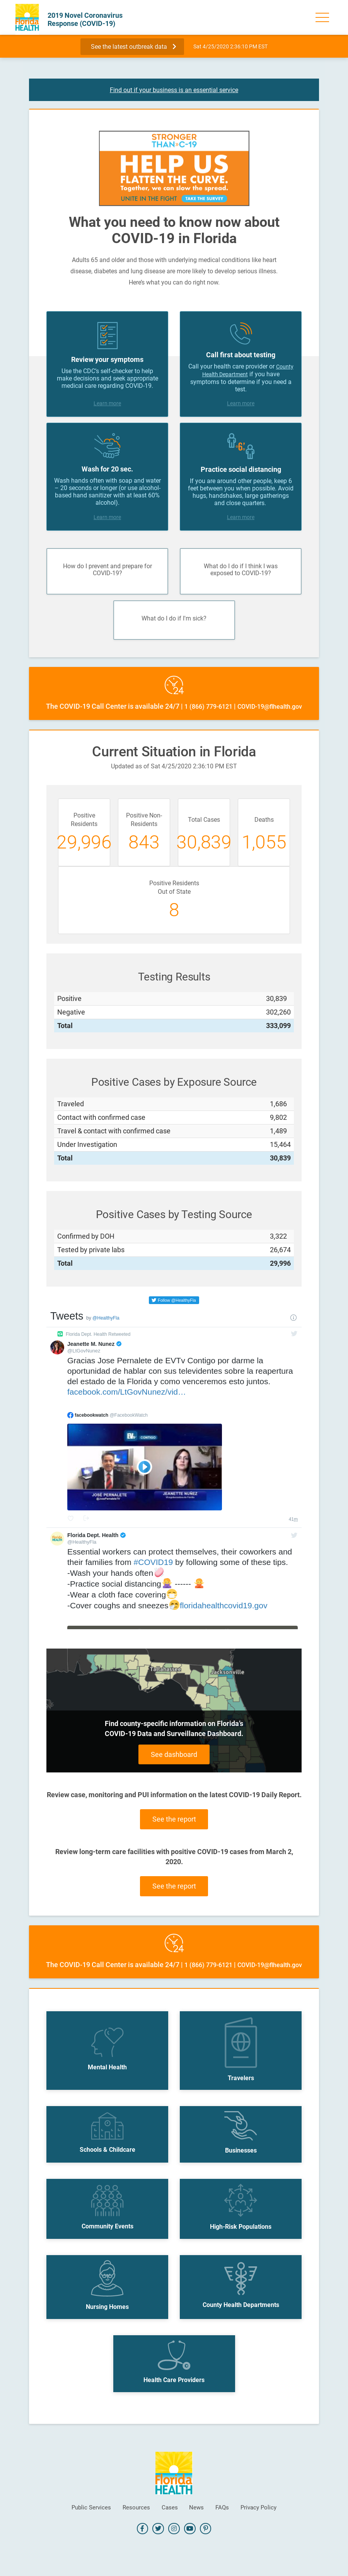 Florida
HEALTH
2019 Novel Coronavirus
Response (COVID-19)
See the latest outbreak data
Sat 4/25/2020 2:36:10 PM EST
Find out if your business is an essential service
STRONGER
THAN C-19
HELP US
FLATTEN THE CURVE.
Together, we can slow the spread.
UNITE IN THE FIGHT TAKE THE SURVEY
What you need to know now about
COVID-19 in Florida
Adults 65 and older and those with underlying medical conditions like heart
disease, diabetes and lung disease are more likely to develop serious illness.
Here's what you can do right now.
Review your symptoms
Use the CDC's self-checker to help
make decisions and seek appropriate
medical care regarding COVID-19.
Learn more
Call first about testing
Call your health care provider or County
Health Department if you have
symptoms to determine if you need a
test.
Learn more
Wash for 20 sec.
Wash hands often with soap and water
– 20 seconds or longer (or use alcohol-
based hand sanitizer with at least 60%
alcohol).
Learn more
6'
Practice social distancing
If you are around other people, keep 6
feet between you when possible. Avoid
hugs, handshakes, large gatherings
and close quarters.
Learn more
How do I prevent and prepare for
COVID-19?
What do I do if I think I was
exposed to COVID-19?
What do I do if I'm sick?
24
The COVID-19 Call Center is available 24/7 | 1 (866) 779-6121 | COVID-19@flhealth.gov
Current Situation in Florida
Updated as of Sat 4/25/2020 2:36:10 PM EST
Positive
Residents
29,996
Positive Non-
Residents
843
Total Cases
30,839
Deaths
1,055
Positive Residents
Out of State
8
Testing Results
Positive 30,839
Negative 302,260
Total 333,099
Positive Cases by Exposure Source
Traveled 1,686
Contact with confirmed case 9,802
Travel & contact with confirmed case 1,489
Under Investigation 15,464
Total 30,839
Positive Cases by Testing Source
Confirmed by DOH 3,322
Tested by private labs 26,674
Total 29,996
Follow @HealthyFla
Tweets by @HealthyFla
Florida Dept. Health Retweeted
Jeanette M. Nunez
@LtGovNunez
Gracias Jose Pernalete de EVTv Contigo por darme la
oportunidad de hablar con sus televidentes sobre la reapertura
del estado de la Florida y como venceremos esto juntos.
facebook.com/LtGovNunez/vid…
facebookwatch @FacebookWatch
JOSÉ PERNALETE
JEANETTE NUÑEZ
41m
Florida Dept. Health
@HealthyFla
Essential workers can protect themselves, their coworkers and
their families from #COVID19 by following some of these tips.
-Wash your hands often
-Practice social distancing ------
-Wear a cloth face covering
-Cover coughs and sneezes floridahealthcovid19.gov
Tallahassee
Jacksonville
Find county-specific information on Florida's
COVID-19 Data and Surveillance Dashboard.
See dashboard
Review case, monitoring and PUI information on the latest COVID-19 Daily Report.
See the report
Review long-term care facilities with positive COVID-19 cases from March 2,
2020.
See the report
24
The COVID-19 Call Center is available 24/7 | 1 (866) 779-6121 | COVID-19@flhealth.gov
Mental Health
Travelers
Schools & Childcare
Businesses
Community Events
High-Risk Populations
Nursing Homes
County Health Departments
Health Care Providers
Florida
HEALTH
Public Services Resources Cases News FAQs Privacy Policy